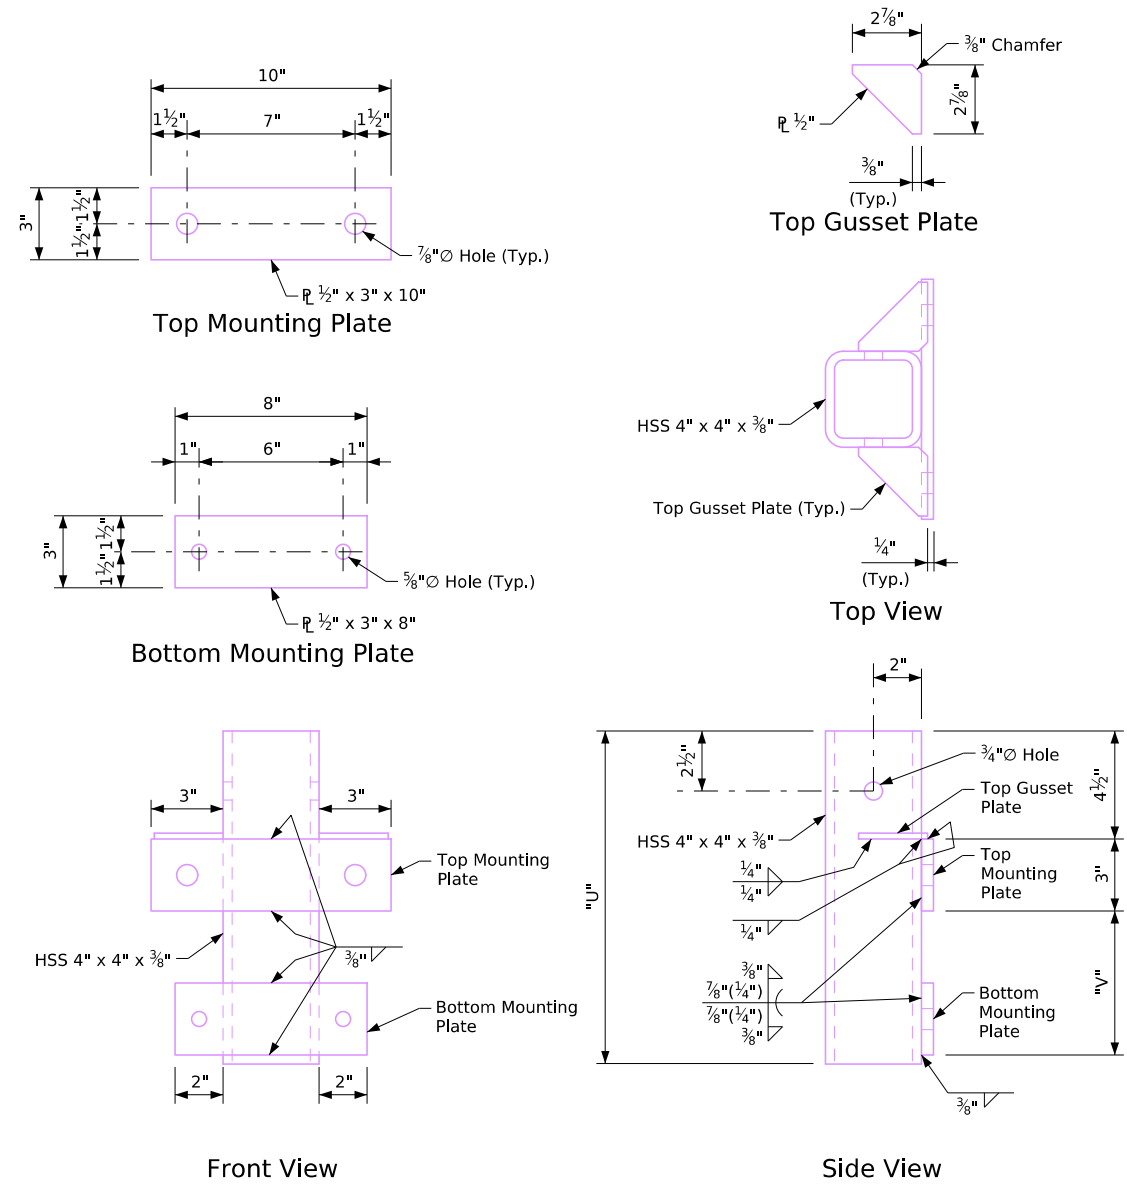 10"
1½"
7"
1½"
3"
1½"
1½"
⅞"∅ Hole (Typ.)
℄ ½" x 3" x 10"
Top Mounting Plate
2⅞"
⅜" Chamfer
2⅞"
℄ ½"
⅜"
(Typ.)
Top Gusset Plate
8"
1"
6"
1"
3"
1½"
1½"
⅝"∅ Hole (Typ.)
℄ ½" x 3" x 8"
Bottom Mounting Plate
HSS 4" x 4" x ⅜"
Top Gusset Plate (Typ.)
¼"
(Typ.)
Top View
3"
3"
Top Mounting
Plate
HSS 4" x 4" x ⅜"
⅜"
Bottom Mounting
Plate
2"
2"
Front View
2"
2½"
¾"∅ Hole
4½"
Top Gusset
Plate
HSS 4" x 4" x ⅜"
¼"
¼"
Top
Mounting
Plate
3"
"U"
¼"
⅜"
⅞"(¼")
⅞"(¼")
⅜"
"V"
Bottom
Mounting
Plate
⅜"
Side View